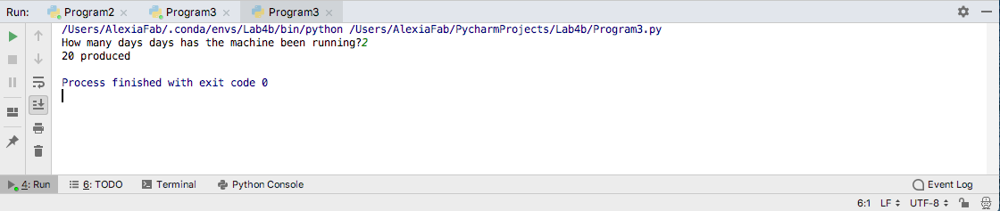 Run: Program2 × Program3 × Program3 ×
/Users/AlexiaFab/.conda/envs/Lab4b/bin/python /Users/AlexiaFab/PycharmProjects/Lab4b/Program3.py
How many days days has the machine been running?2
20 produced
Process finished with exit code 0
4: Run 6: TODO Terminal Python Console Event Log
6:1 LF UTF-8